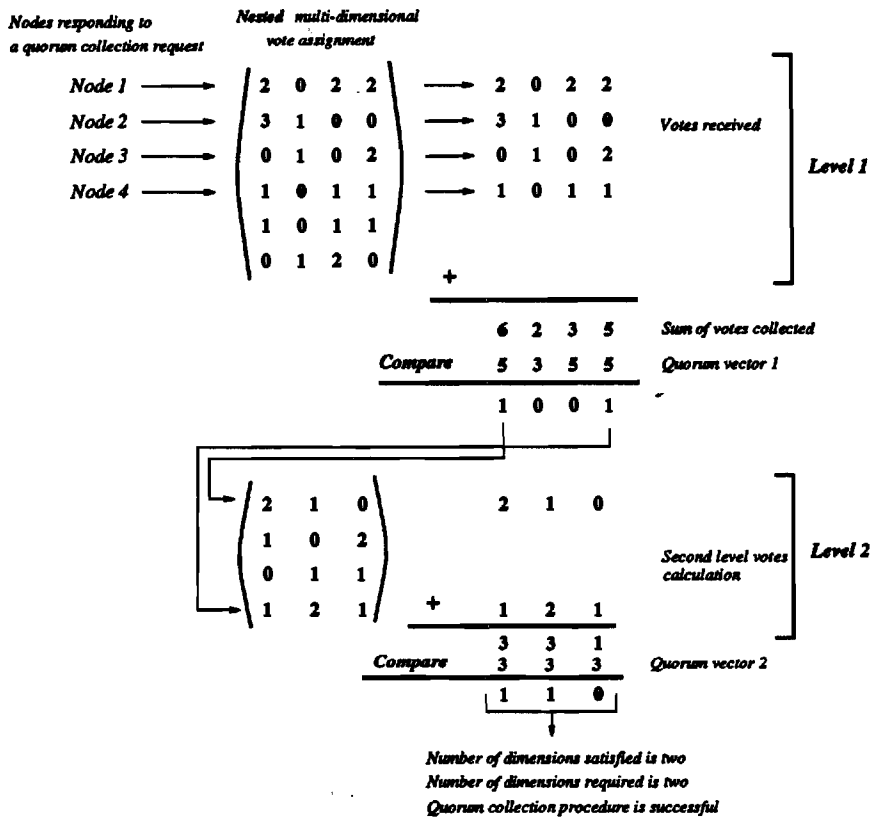 Nodes responding to
a quorum collection request
Nested multi-dimensional
vote assignment
Node 1 2 0 2 2 2 0 2 2
Node 2 3 1 0 0 3 1 0 0 Votes received
Node 3 0 1 0 2 0 1 0 2 Level 1
Node 4 1 0 1 1 1 0 1 1
1 0 1 1
0 1 2 0
+
6 2 3 5 Sum of votes collected
Compare 5 3 5 5 Quorum vector 1
1 0 0 1
2 1 0 2 1 0
1 0 2
Second level votes
calculation
Level 2
0 1 1
1 2 1 + 1 2 1
3 3 1
Compare 3 3 3 Quorum vector 2
1 1 0
Number of dimensions satisfied is two
Number of dimensions required is two
Quorum collection procedure is successful